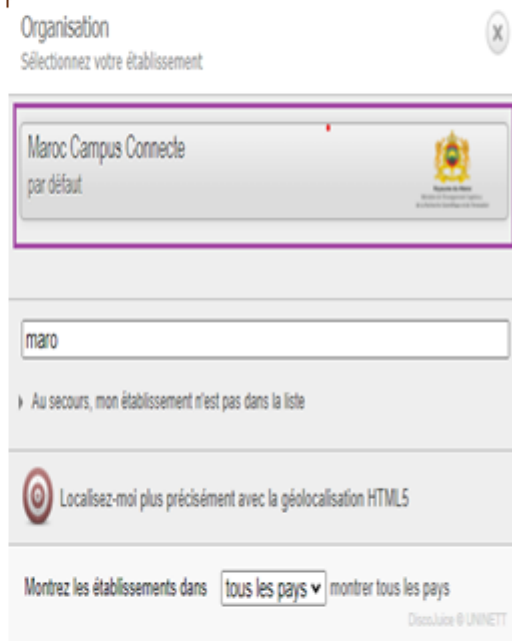 Organisation
Sélectionnez votre établissement
x
Maroc Campus Connecte
par défaut
maro
Au secours, mon établissement n'est pas dans la liste
Localisez-moi plus précisément avec la géolocalisation HTML5
Montrez les établissements dans tous les pays montrer tous les pays
DiscoJuice © UNINETT